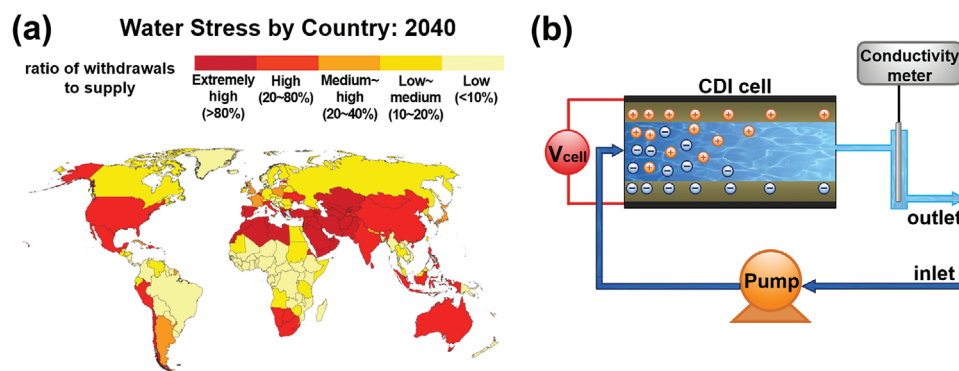 (a)
Water Stress by Country: 2040
ratio of withdrawals
to supply
Extremely
high
(>80%)
High
(20~80%)
Medium~
high
(20~40%)
Low~
medium
(10~20%)
Low
(<10%)
(b)
Conductivity
meter
CDI cell
Vcell
outlet
inlet
Pump